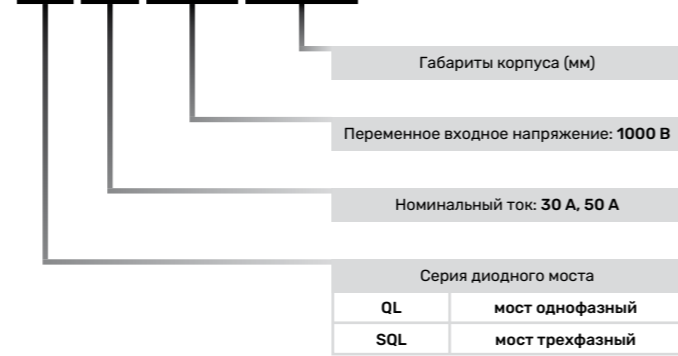 Габариты корпуса (мм)
Переменное входное напряжение: 1000 В
Номинальный ток: 30 А, 50 А
Серия диодного моста
QL мост однофазный
SQL мост трехфазный